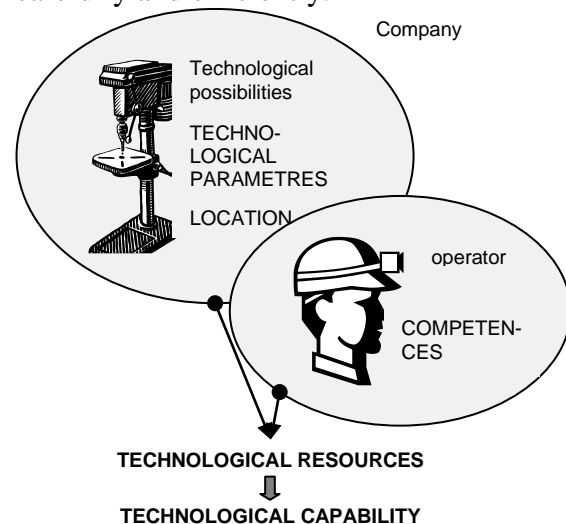 Company
Technological
possibilities
TECHNO-
LOGICAL
PARAMETRES
LOCATION
operator
COMPETEN-
CES
TECHNOLOGICAL RESOURCES
TECHNOLOGICAL CAPABILITY